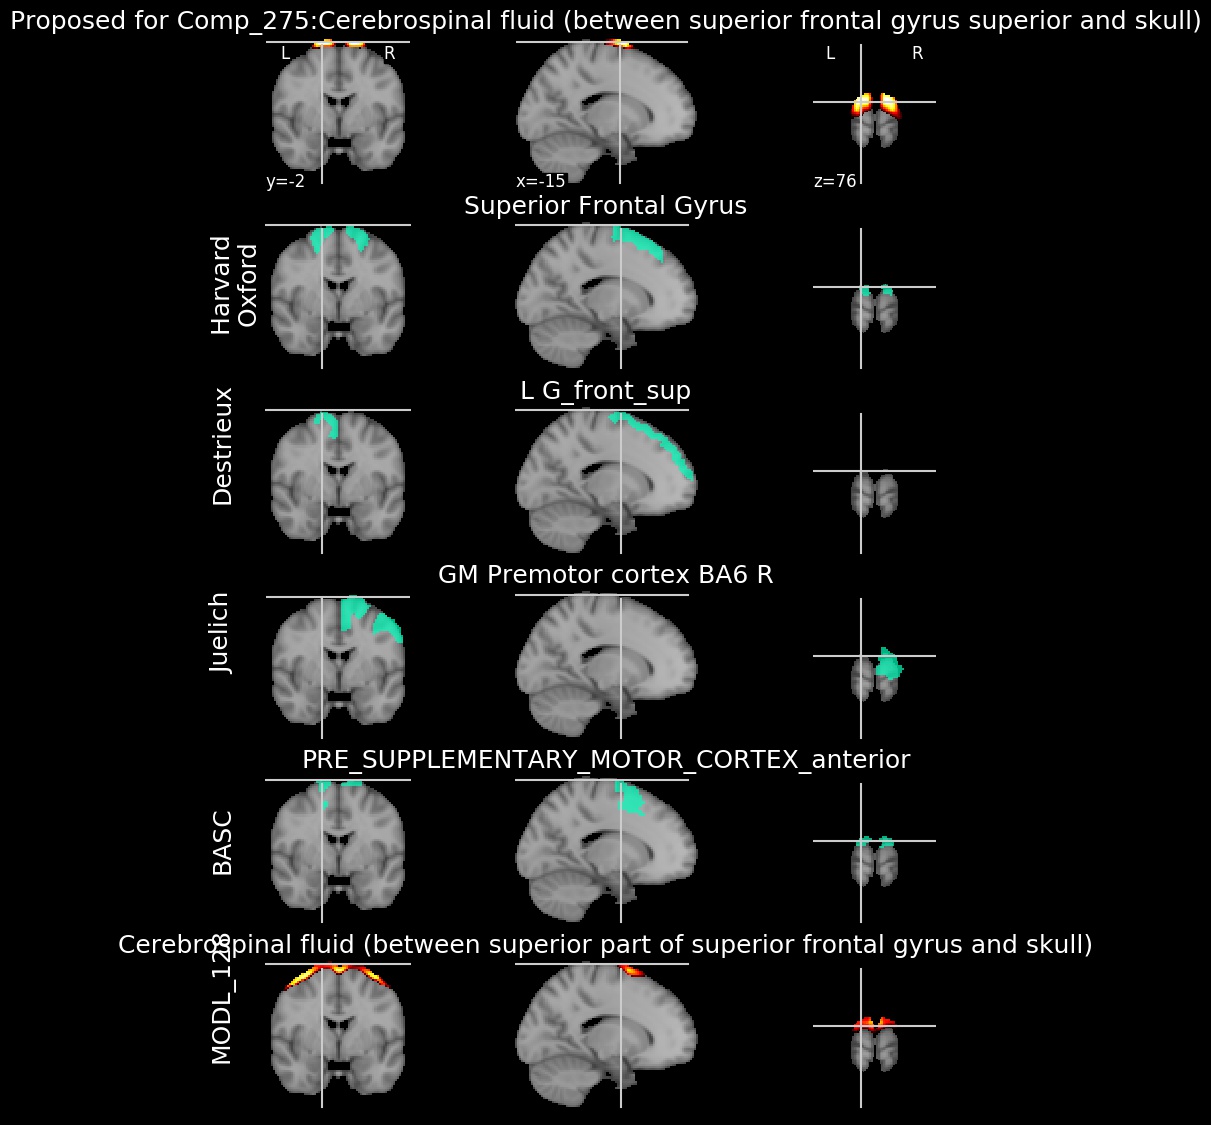 Proposed for Comp_275:Cerebrospinal fluid (between superior frontal gyrus superior and skull)
L R L R
y=-2 x=-15 z=76
Superior Frontal Gyrus
Harvard
Oxford
L G_front_sup
Destrieux
GM Premotor cortex BA6 R
Juelich
PRE_SUPPLEMENTARY_MOTOR_CORTEX_anterior
BASC
Cerebrospinal fluid (between superior part of superior frontal gyrus and skull)
MODL_128